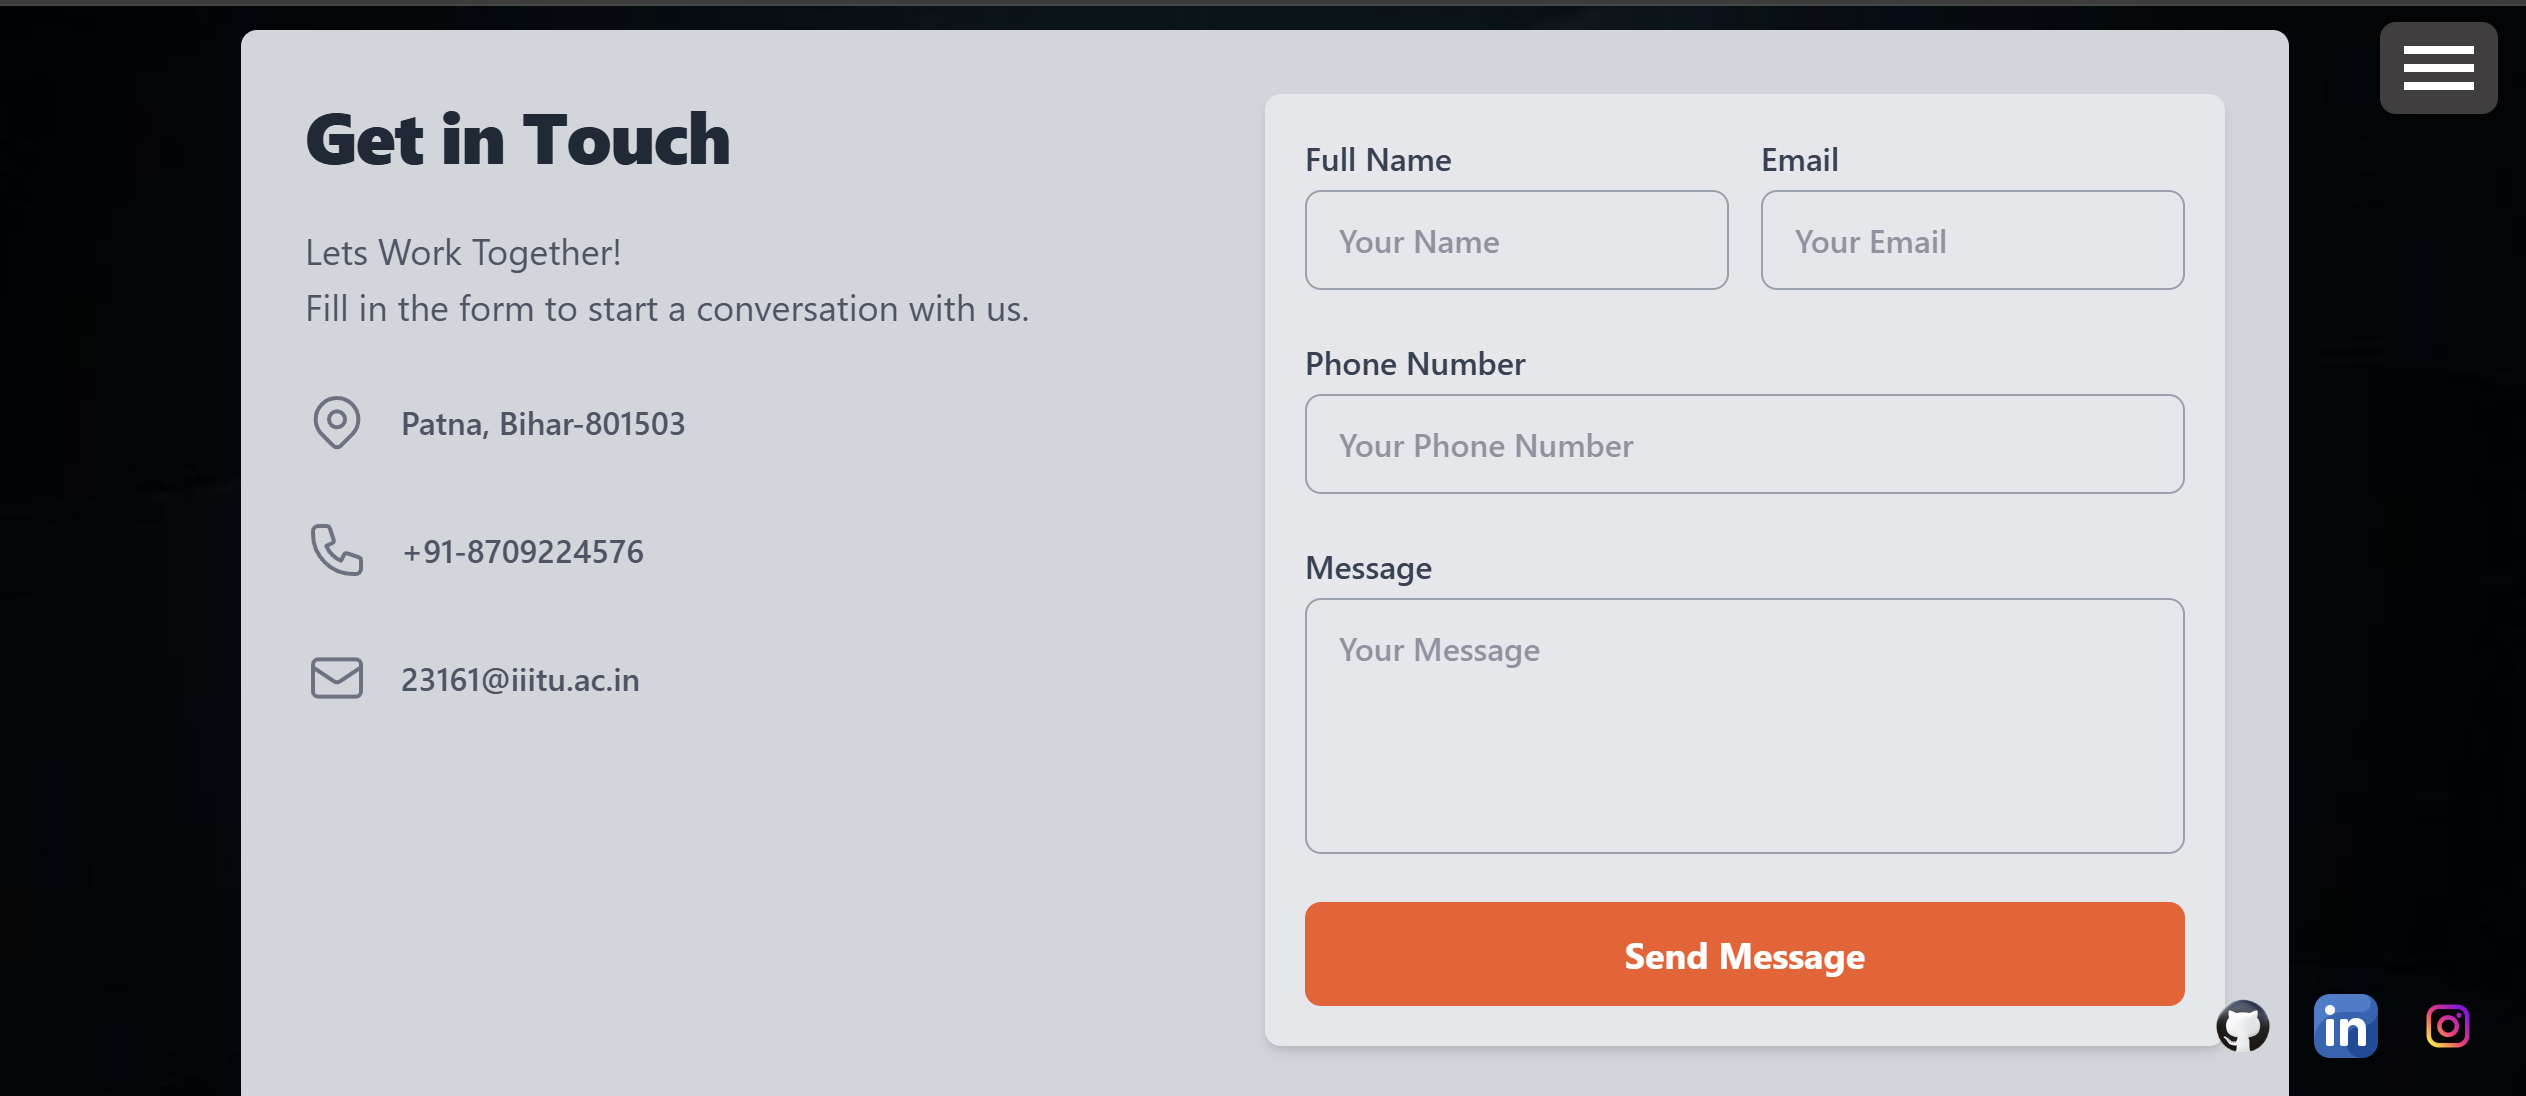 Get in Touch
Lets Work Together!
Fill in the form to start a conversation with us.
Patna, Bihar-801503
+91-8709224576
23161@iiitu.ac.in
Full Name
Your Name
Email
Your Email
Phone Number
Your Phone Number
Message
Your Message
Send Message
in